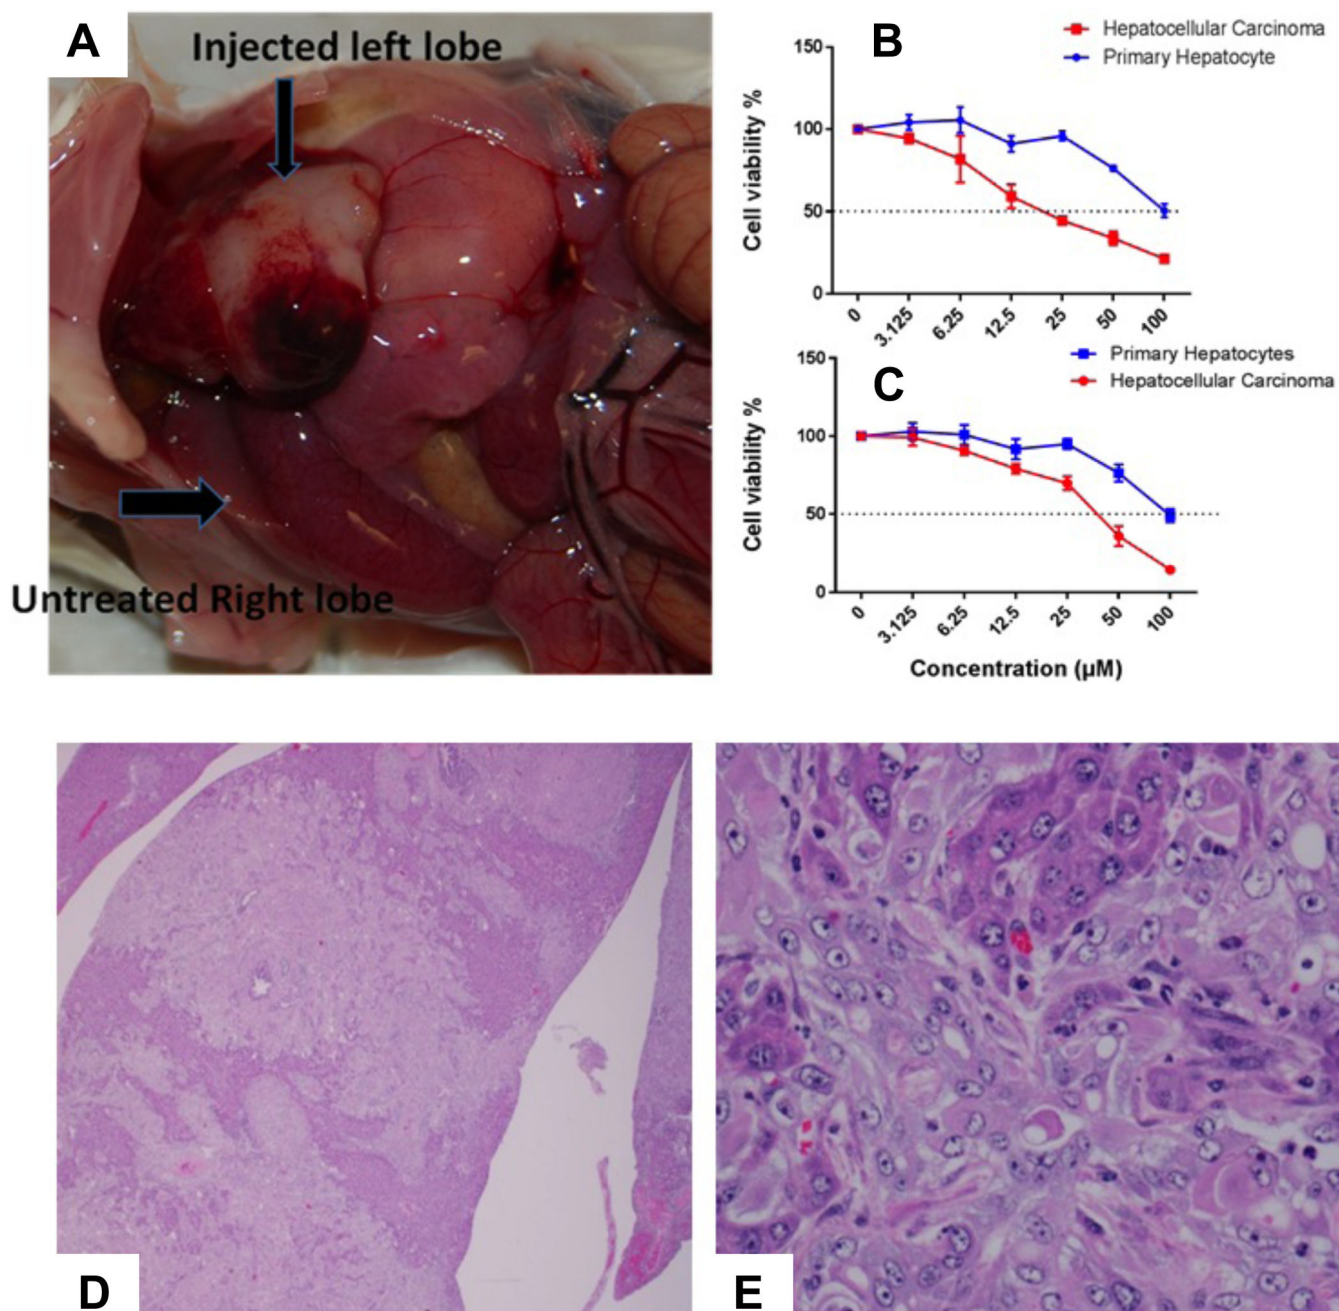 A
Injected left lobe
Untreated Right lobe
B
Hepatocellular Carcinoma
Primary Hepatocyte
Cell viability %
150
100
50
0
0
3.125
6.25
12.5
25
50
100
C
Primary Hepatocytes
Hepatocellular Carcinoma
Cell viability %
150
100
50
0
0
3.125
6.25
12.5
25
50
100
Concentration (µM)
D
E